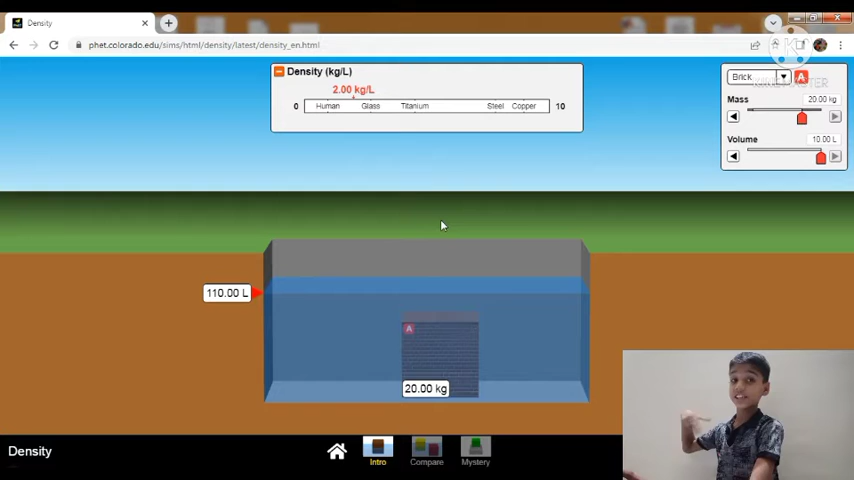 Density
phet.colorado.edu/sims/html/density/latest/density_en.html
KINEMASTER
Density (kg/L)
2.00 kg/L
0 Human Glass Titanium Steel Copper 10
Brick A
Mass 20.00 kg
Volume 10.00 L
110.00 L
A
20.00 kg
Density
Intro Compare Mystery